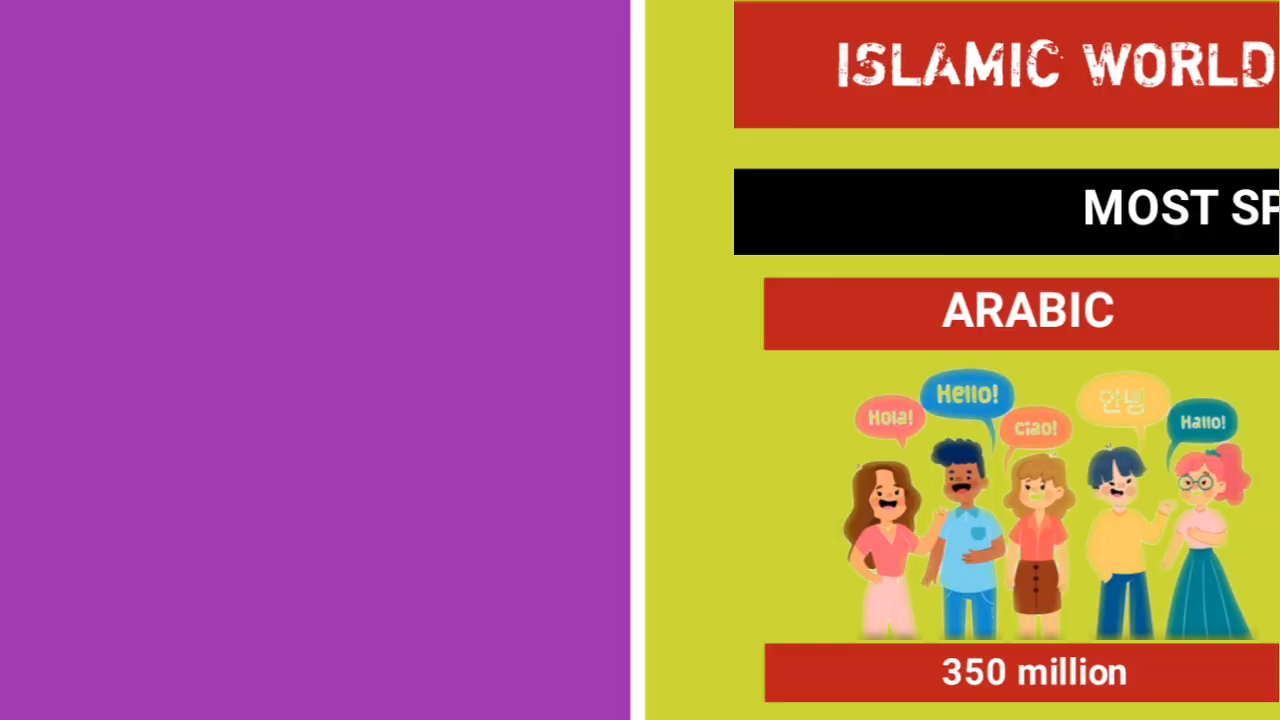 ISLAMIC WORLD
MOST SP
ARABIC
Hello!
Hola!
Ciao!
안녕
Hallo!
350 million